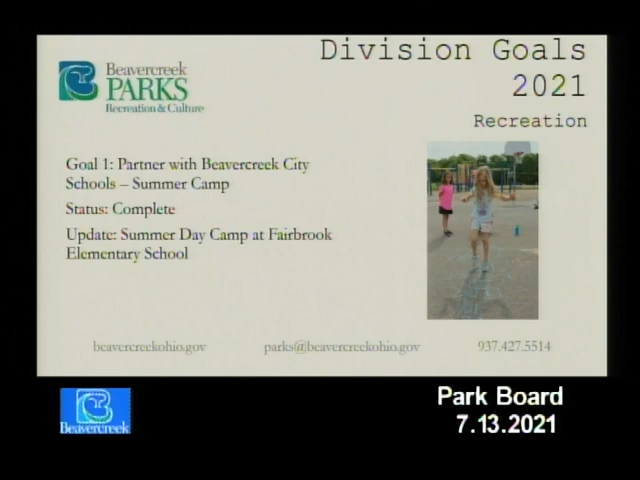 Division Goals
2021
Recreation
Beavercreek
PARKS
Recreation & Culture
Goal 1: Partner with Beavercreek City
Schools – Summer Camp
Status: Complete
Update: Summer Day Camp at Fairbrook
Elementary School
beavercreekohio.gov
parks@beavercreekohio.gov
937.427.5514
Beavercreek
Park Board
7.13.2021